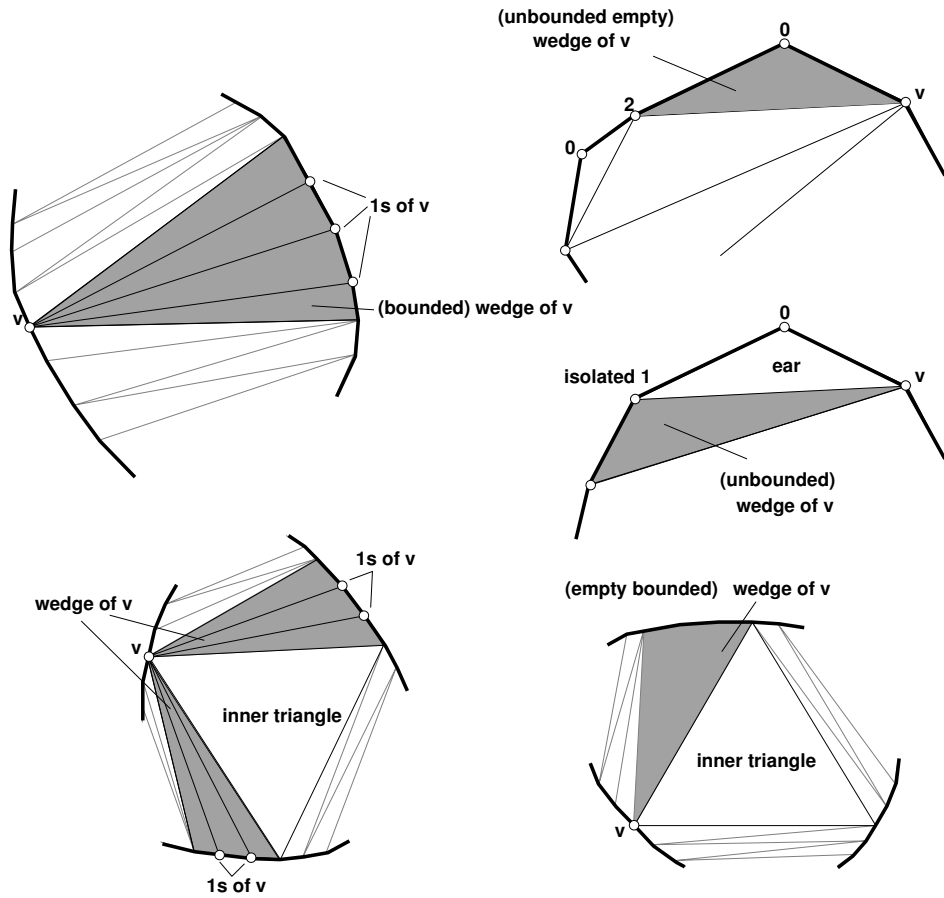 (unbounded empty)
wedge of v
0
v
2
0
1s of v
(bounded) wedge of v
v
0
ear
isolated 1
v
(unbounded)
wedge of v
1s of v
wedge of v
v
inner triangle
1s of v
(empty bounded) wedge of v
inner triangle
v